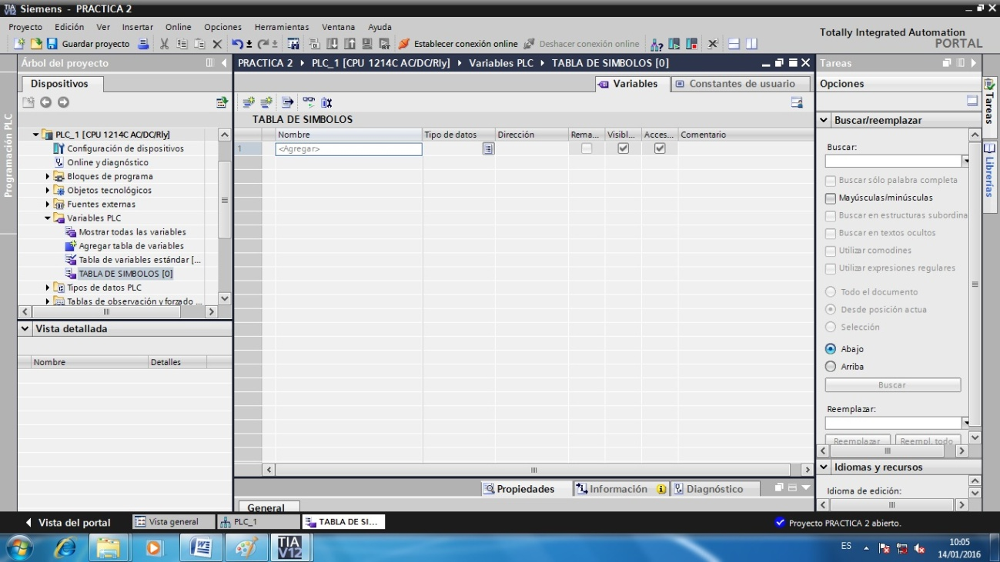 TIA V12 Siemens - PRACTICA 2
Proyecto Edición Ver Insertar Online Opciones Herramientas Ventana Ayuda
Totally Integrated Automation
PORTAL
Guardar proyecto Establecer conexión online Deshacer conexión online
Árbol del proyecto
PRACTICA 2 PLC_1 [CPU 1214C AC/DC/Rly] Variables PLC TABLA DE SIMBOLOS [0]
Tareas
Dispositivos
Variables Constantes de usuario
Opciones
Programación PLC
PLC_1 [CPU 1214C AC/DC/Rly]
Configuración de dispositivos
Online y diagnóstico
Bloques de programa
Objetos tecnológicos
Fuentes externas
Variables PLC
Mostrar todas las variables
Agregar tabla de variables
Tabla de variables estándar [...
TABLA DE SIMBOLOS [0]
Tipos de datos PLC
Tablas de observación y forzado ...
Vista detallada
Nombre Detalles
TABLA DE SIMBOLOS
Nombre Tipo de datos Dirección Rema... Visibl... Acces... Comentario
1 <Agregar>
Propiedades Información Diagnóstico
General
Buscar/reemplazar
Buscar:
Buscar sólo palabra completa
Mayúsculas/minúsculas
Buscar en estructuras subordina
Buscar en textos ocultos
Utilizar comodines
Utilizar expresiones regulares
Todo el documento
Desde posición actua
Selección
Abajo
Arriba
Buscar
Reemplazar:
Reemplazar Reempl. todo
Idiomas y recursos
Idioma de edición:
Tareas
Librerías
Vista del portal Vista general PLC_1 TABLA DE SI...
Proyecto PRACTICA 2 abierto.
TIA V12
ES
10:05
14/01/2016